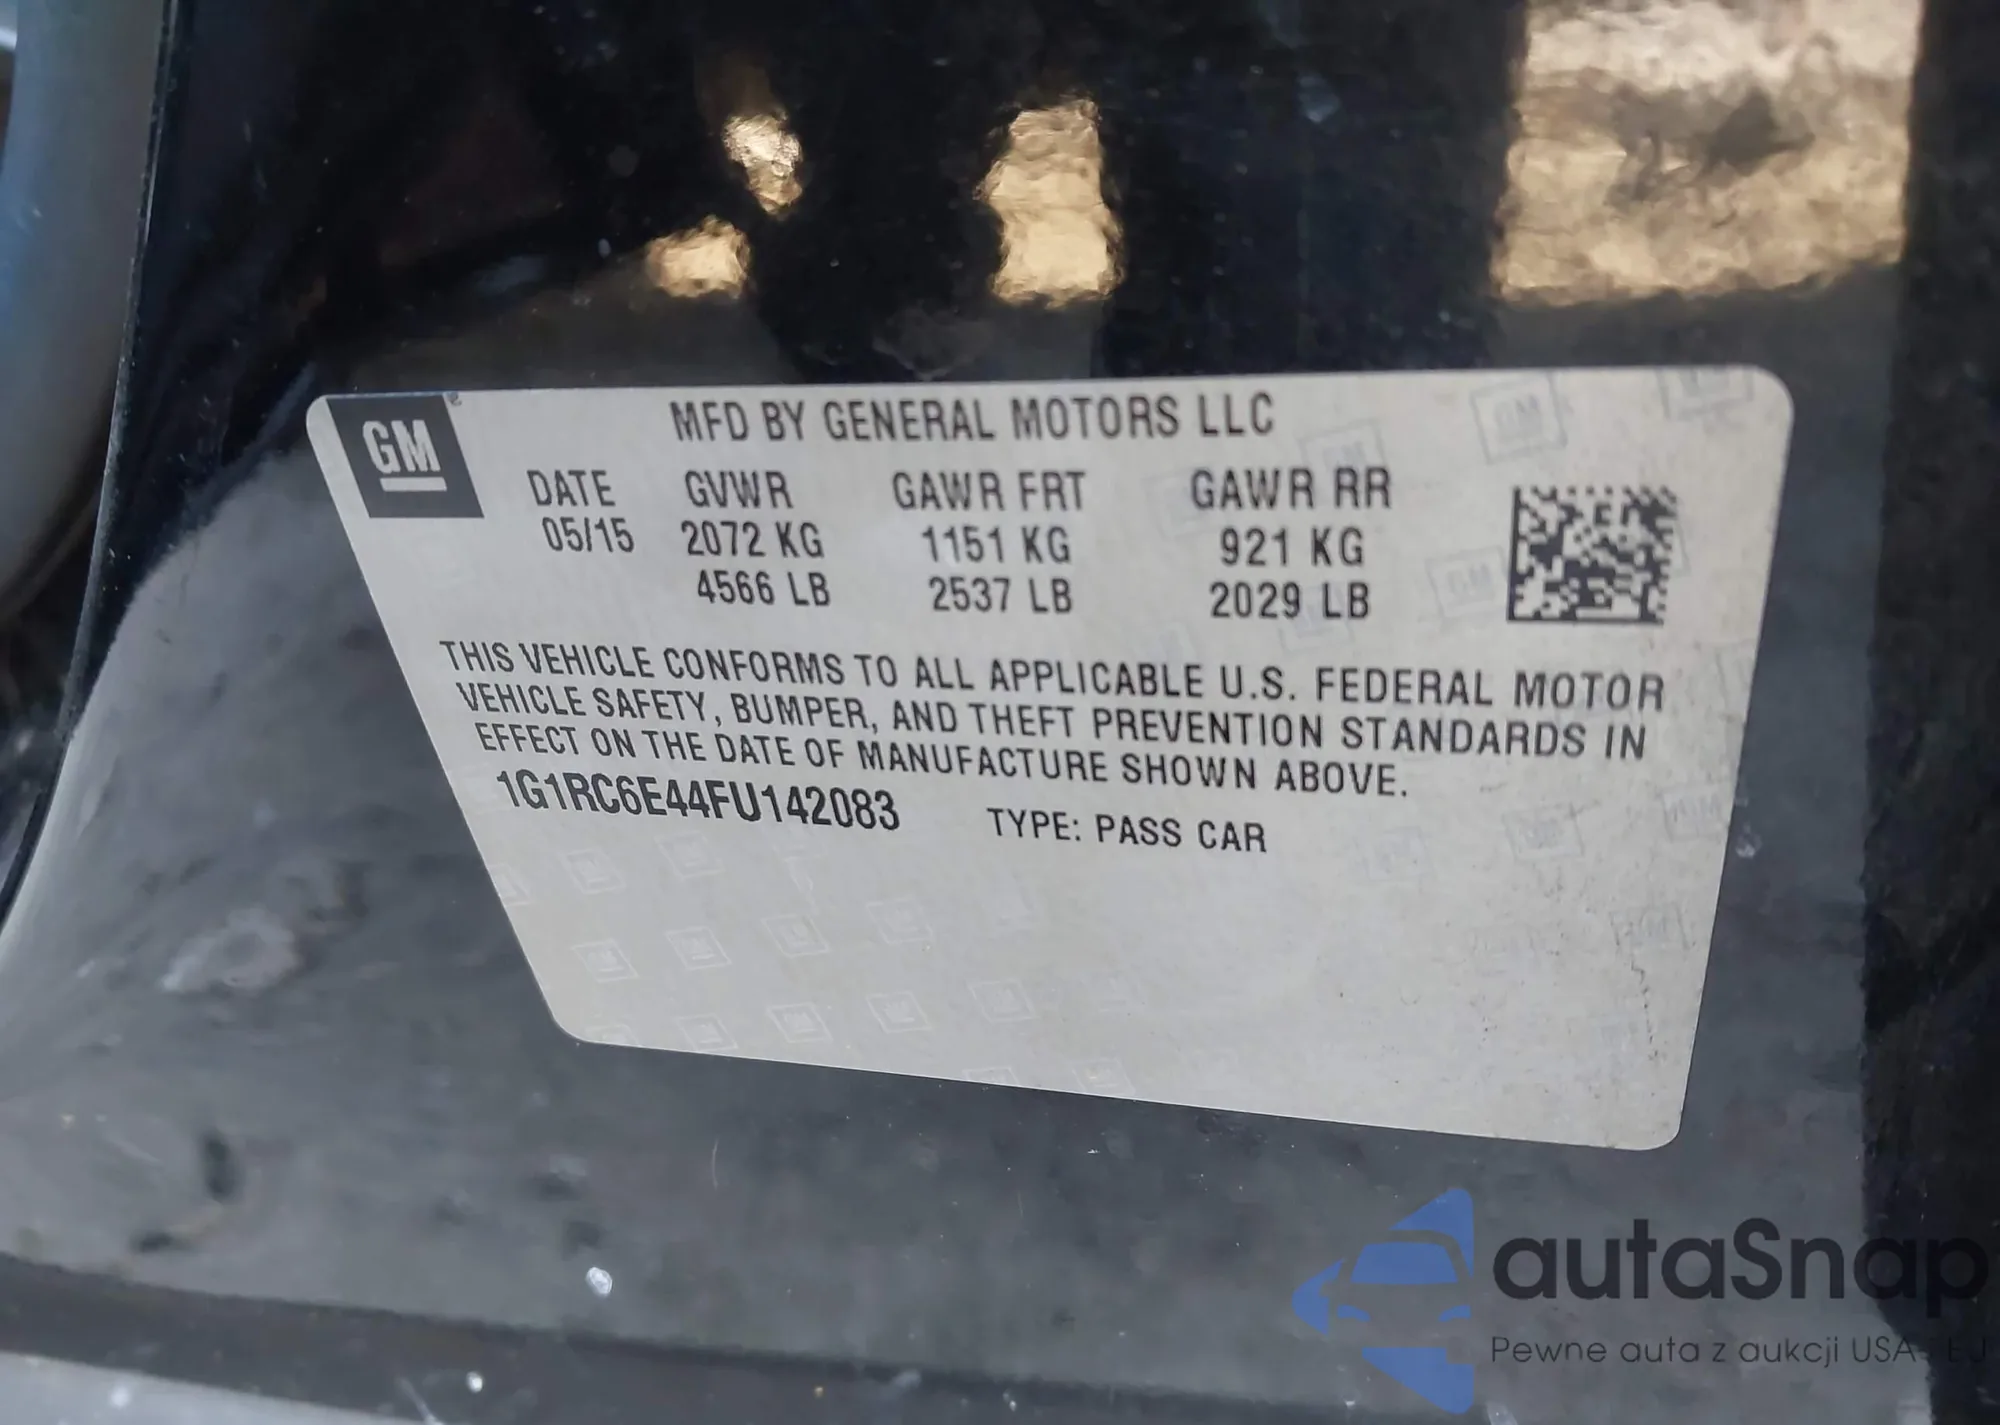 GM
MFD BY GENERAL MOTORS LLC
DATE GVWR GAWR FRT GAWR RR
05/15 2072 KG 1151 KG 921 KG
4566 LB 2537 LB 2029 LB
THIS VEHICLE CONFORMS TO ALL APPLICABLE U.S. FEDERAL MOTOR
VEHICLE SAFETY, BUMPER, AND THEFT PREVENTION STANDARDS IN
EFFECT ON THE DATE OF MANUFACTURE SHOWN ABOVE.
1G1RC6E44FU142083 TYPE: PASS CAR
autaSnap
Pewne auta z aukcji USA